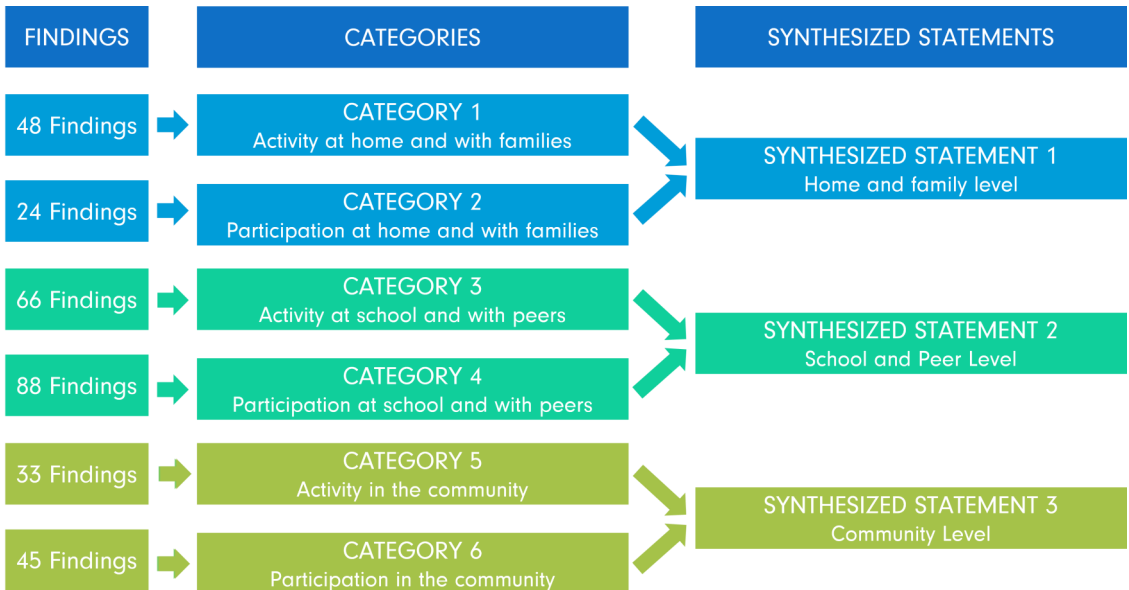 FINDINGS
CATEGORIES
SYNTHESIZED STATEMENTS
48 Findings
CATEGORY 1
Activity at home and with families
24 Findings
CATEGORY 2
Participation at home and with families
SYNTHESIZED STATEMENT 1
Home and family level
66 Findings
CATEGORY 3
Activity at school and with peers
88 Findings
CATEGORY 4
Participation at school and with peers
SYNTHESIZED STATEMENT 2
School and Peer Level
33 Findings
CATEGORY 5
Activity in the community
45 Findings
CATEGORY 6
Participation in the community
SYNTHESIZED STATEMENT 3
Community Level